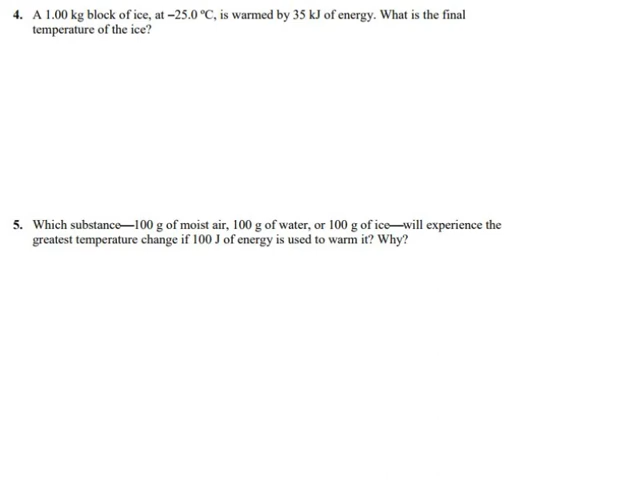 4. A 1.00 kg block of ice, at –25.0 °C, is warmed by 35 kJ of energy. What is the final
temperature of the ice?
5. Which substance—100 g of moist air, 100 g of water, or 100 g of ice—will experience the
greatest temperature change if 100 J of energy is used to warm it? Why?